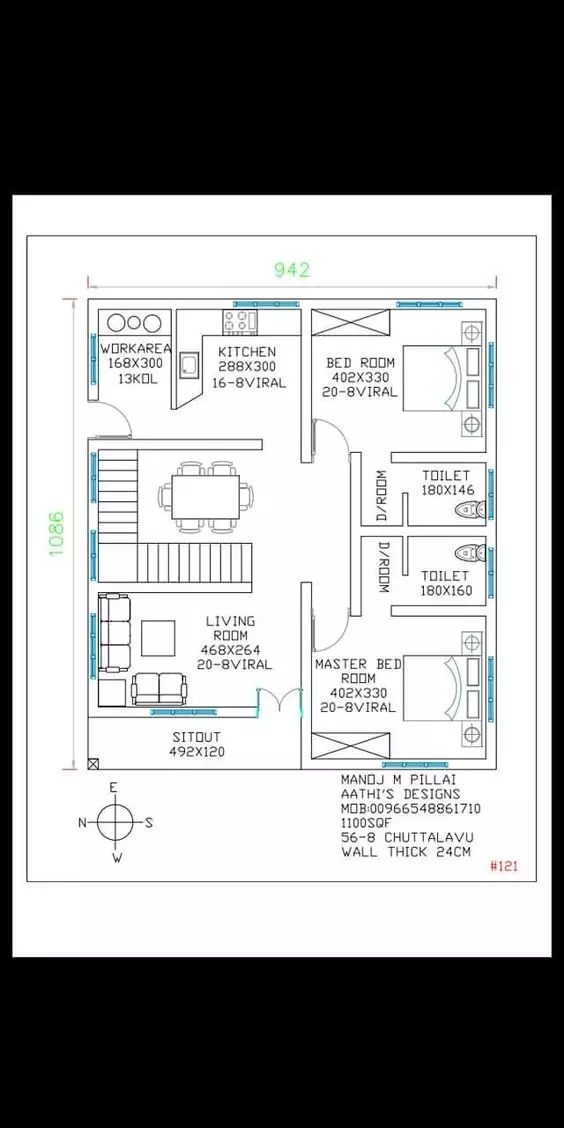 942
1086
WORKAREA
168X300
13KOL
KITCHEN
288X300
16-8VIRAL
BED ROOM
402X330
20-8VIRAL
D/ROOM
TOILET
180X146
D/ROOM
TOILET
180X160
LIVING
ROOM
468X264
20-8VIRAL
MASTER BED
ROOM
402X330
20-8VIRAL
SITOUT
492X120
E
N
S
W
MANOJ M PILLAI
AATHI'S DESIGNS
MOB:00966548861710
1100SQF
56-8 CHUTTALAVU
WALL THICK 24CM
#121